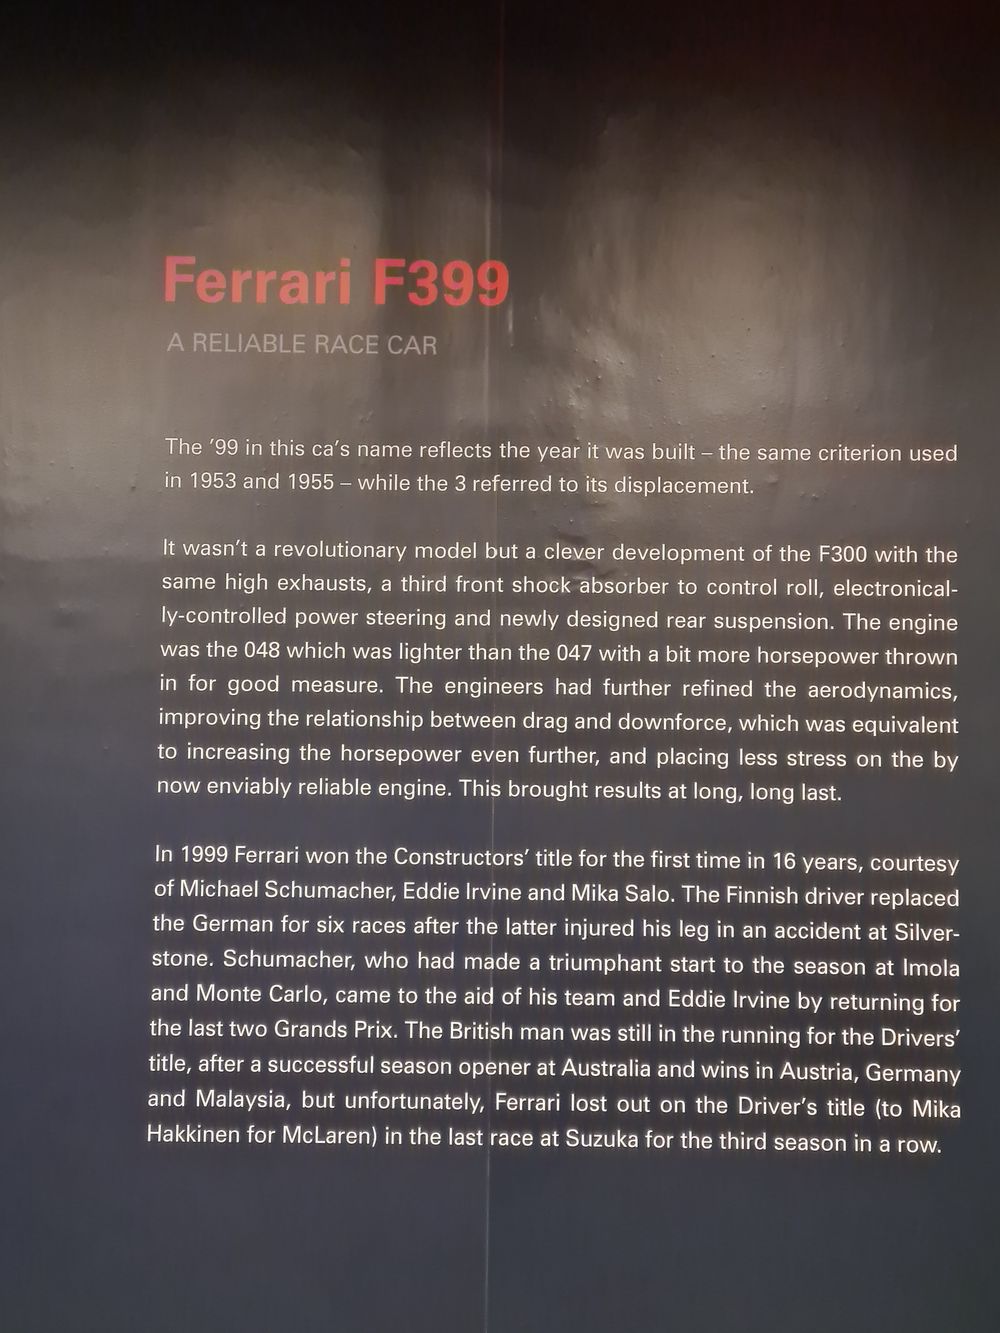 Ferrari F399
A RELIABLE RACE CAR
The '99 in this ca's name reflects the year it was built – the same criterion used
in 1953 and 1955 – while the 3 referred to its displacement.
It wasn't a revolutionary model but a clever development of the F300 with the
same high exhausts, a third front shock absorber to control roll, electronical-
ly-controlled power steering and newly designed rear suspension. The engine
was the 048 which was lighter than the 047 with a bit more horsepower thrown
in for good measure. The engineers had further refined the aerodynamics,
improving the relationship between drag and downforce, which was equivalent
to increasing the horsepower even further, and placing less stress on the by
now enviably reliable engine. This brought results at long, long last.
In 1999 Ferrari won the Constructors' title for the first time in 16 years, courtesy
of Michael Schumacher, Eddie Irvine and Mika Salo. The Finnish driver replaced
the German for six races after the latter injured his leg in an accident at Silver-
stone. Schumacher, who had made a triumphant start to the season at Imola
and Monte Carlo, came to the aid of his team and Eddie Irvine by returning for
the last two Grands Prix. The British man was still in the running for the Drivers'
title, after a successful season opener at Australia and wins in Austria, Germany
and Malaysia, but unfortunately, Ferrari lost out on the Driver's title (to Mika
Hakkinen for McLaren) in the last race at Suzuka for the third season in a row.